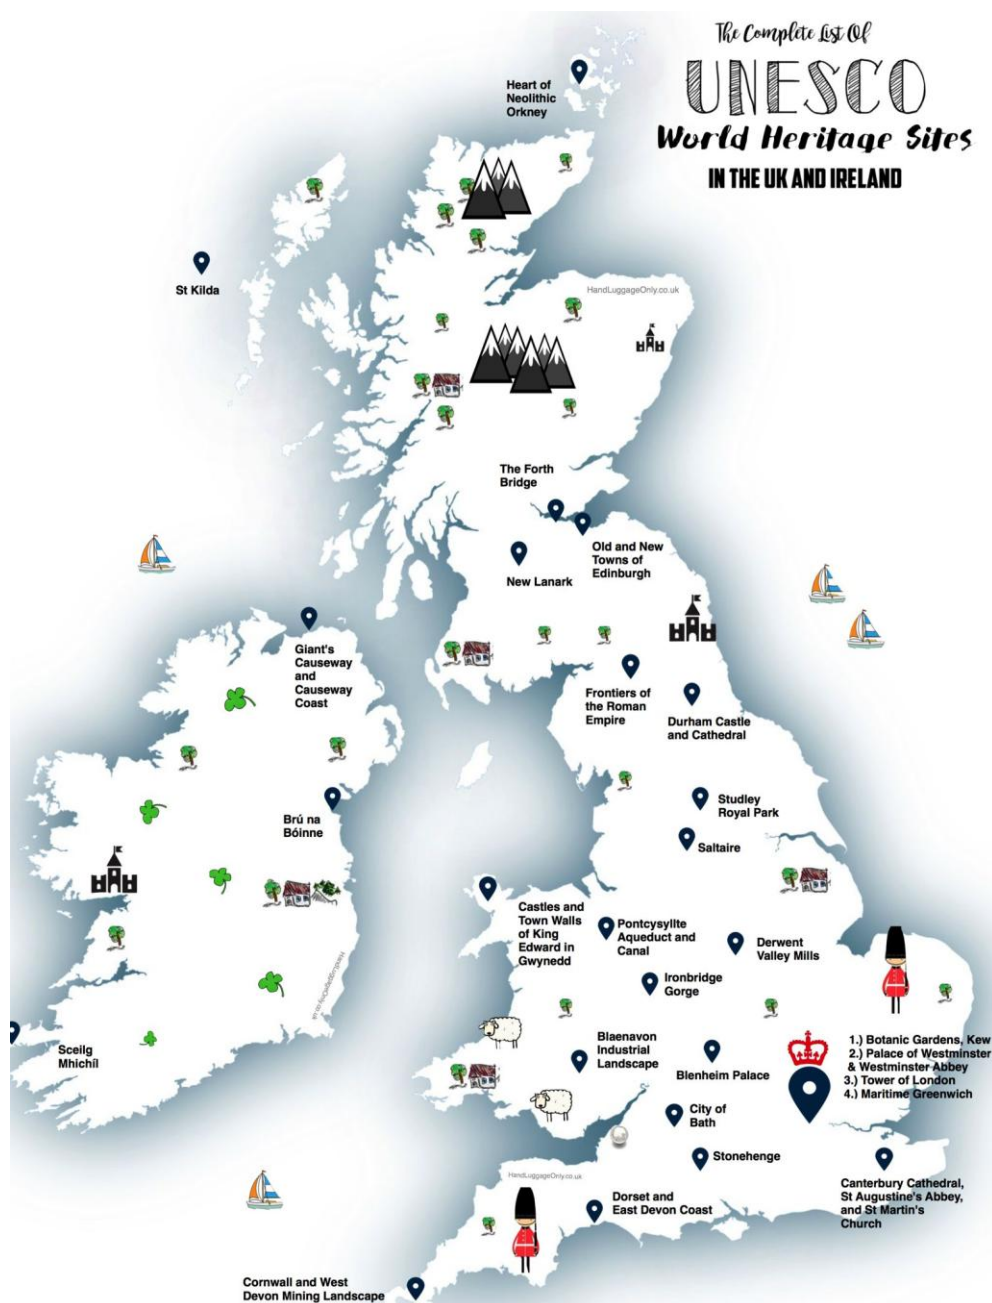 The Complete List Of
UNESCO
World Heritage Sites
IN THE UK AND IRELAND
Heart of
Neolithic
Orkney
St Kilda
HandLuggageOnly.co.uk
The Forth
Bridge
Old and New
Towns of
Edinburgh
New Lanark
Giant's
Causeway
and
Causeway
Coast
Frontiers of
the Roman
Empire
Durham Castle
and Cathedral
Brú na
Bóinne
Studley
Royal Park
Saltaire
Castles and
Town Walls
of King
Edward in
Gwynedd
Pontcysyllte
Aqueduct and
Canal
Derwent
Valley Mills
Ironbridge
Gorge
HandLuggageOnly.co.uk
Sceilg
Mhichíl
Blaenavon
Industrial
Landscape
Blenheim Palace
1.) Botanic Gardens, Kew
2.) Palace of Westminster
& Westminster Abbey
3.) Tower of London
4.) Maritime Greenwich
City of
Bath
Stonehenge
HandLuggageOnly.co.uk
Canterbury Cathedral,
St Augustine's Abbey,
and St Martin's
Church
Dorset and
East Devon Coast
Cornwall and West
Devon Mining Landscape